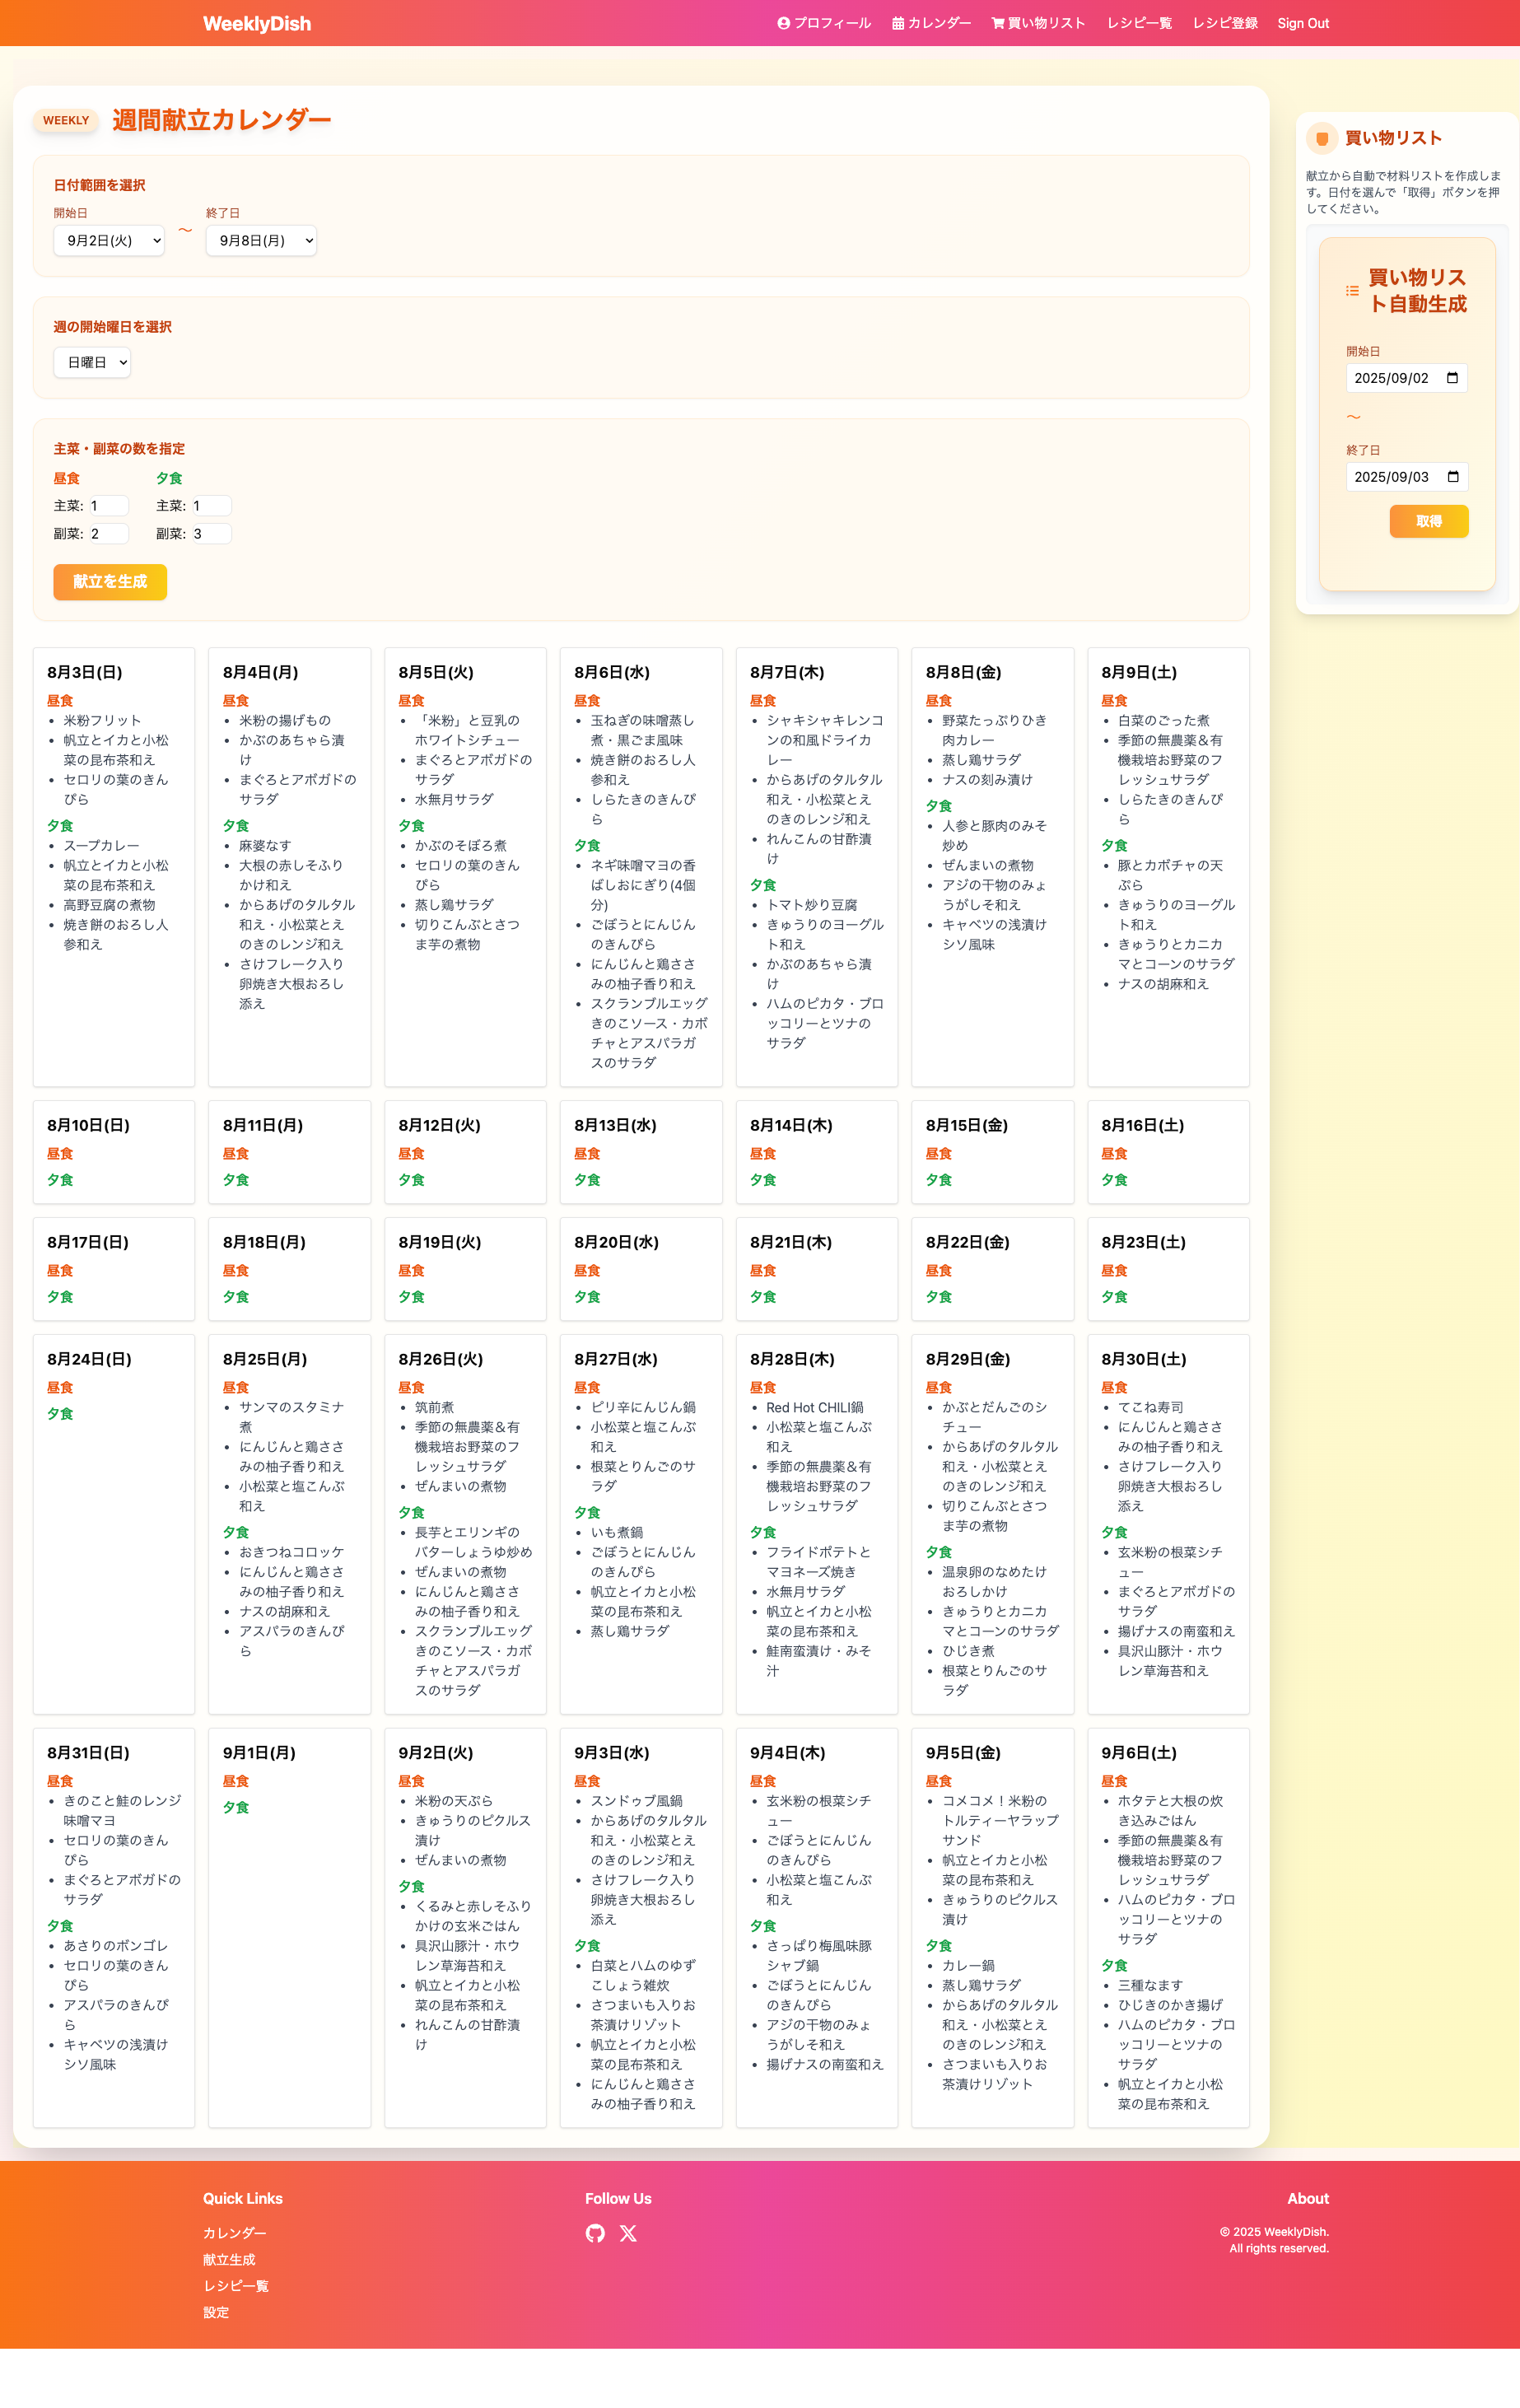 WeeklyDish
プロフィール
カレンダー
買い物リスト
レシピ一覧
レシピ登録
Sign Out
WEEKLY
週間献立カレンダー
日付範囲を選択
開始日
9月2日(火)
〜
終了日
9月8日(月)
週の開始曜日を選択
日曜日
主菜・副菜の数を指定
昼食
主菜: 1
副菜: 2
夕食
主菜: 1
副菜: 3
献立を生成
買い物リスト
献立から自動で材料リストを作成しま
す。日付を選んで「取得」ボタンを押
してください。
買い物リス
ト自動生成
開始日
2025/09/02
〜
終了日
2025/09/03
取得
8月3日(日)
昼食
米粉フリット
帆立とイカと小松
菜の昆布茶和え
セロリの葉のきん
ぴら
夕食
スープカレー
帆立とイカと小松
菜の昆布茶和え
高野豆腐の煮物
焼き餅のおろし人
参和え
8月4日(月)
昼食
米粉の揚げもの
かぶのあちゃら漬
け
まぐろとアボガドの
サラダ
夕食
麻婆なす
大根の赤しそふり
かけ和え
からあげのタルタル
和え・小松菜とえ
のきのレンジ和え
さけフレーク入り
卵焼き大根おろし
添え
8月5日(火)
昼食
「米粉」と豆乳の
ホワイトシチュー
まぐろとアボガドの
サラダ
水無月サラダ
夕食
かぶのそぼろ煮
セロリの葉のきん
ぴら
蒸し鶏サラダ
切りこんぶとさつ
ま芋の煮物
8月6日(水)
昼食
玉ねぎの味噌蒸し
煮・黒ごま風味
焼き餅のおろし人
参和え
しらたきのきんぴ
ら
夕食
ネギ味噌マヨの香
ばしおにぎり(4個
分)
ごぼうとにんじん
のきんぴら
にんじんと鶏ささ
みの柚子香り和え
スクランブルエッグ
きのこソース・カボ
チャとアスパラガ
スのサラダ
8月7日(木)
昼食
シャキシャキレンコ
ンの和風ドライカ
レー
からあげのタルタル
和え・小松菜とえ
のきのレンジ和え
れんこんの甘酢漬
け
夕食
トマト炒り豆腐
きゅうりのヨーグル
ト和え
かぶのあちゃら漬
け
ハムのピカタ・ブロ
ッコリーとツナの
サラダ
8月8日(金)
昼食
野菜たっぷりひき
肉カレー
蒸し鶏サラダ
ナスの刻み漬け
夕食
人参と豚肉のみそ
炒め
ぜんまいの煮物
アジの干物のみょ
うがしそ和え
キャベツの浅漬け
シソ風味
8月9日(土)
昼食
白菜のごった煮
季節の無農薬＆有
機栽培お野菜のフ
レッシュサラダ
しらたきのきんぴ
ら
夕食
豚とカボチャの天
ぷら
きゅうりのヨーグル
ト和え
きゅうりとカニカ
マとコーンのサラダ
ナスの胡麻和え
8月10日(日)
昼食
夕食
8月11日(月)
昼食
夕食
8月12日(火)
昼食
夕食
8月13日(水)
昼食
夕食
8月14日(木)
昼食
夕食
8月15日(金)
昼食
夕食
8月16日(土)
昼食
夕食
8月17日(日)
昼食
夕食
8月18日(月)
昼食
夕食
8月19日(火)
昼食
夕食
8月20日(水)
昼食
夕食
8月21日(木)
昼食
夕食
8月22日(金)
昼食
夕食
8月23日(土)
昼食
夕食
8月24日(日)
昼食
夕食
8月25日(月)
昼食
サンマのスタミナ
煮
にんじんと鶏ささ
みの柚子香り和え
小松菜と塩こんぶ
和え
夕食
おきつねコロッケ
にんじんと鶏ささ
みの柚子香り和え
ナスの胡麻和え
アスパラのきんぴ
ら
8月26日(火)
昼食
筑前煮
季節の無農薬＆有
機栽培お野菜のフ
レッシュサラダ
ぜんまいの煮物
夕食
長芋とエリンギの
バターしょうゆ炒め
ぜんまいの煮物
にんじんと鶏ささ
みの柚子香り和え
スクランブルエッグ
きのこソース・カボ
チャとアスパラガ
スのサラダ
8月27日(水)
昼食
ピリ辛にんじん鍋
小松菜と塩こんぶ
和え
根菜とりんごのサ
ラダ
夕食
いも煮鍋
ごぼうとにんじん
のきんぴら
帆立とイカと小松
菜の昆布茶和え
蒸し鶏サラダ
8月28日(木)
昼食
Red Hot CHILI鍋
小松菜と塩こんぶ
和え
季節の無農薬＆有
機栽培お野菜のフ
レッシュサラダ
夕食
フライドポテトと
マヨネーズ焼き
水無月サラダ
帆立とイカと小松
菜の昆布茶和え
鮭南蛮漬け・みそ
汁
8月29日(金)
昼食
かぶとだんごのシ
チュー
からあげのタルタル
和え・小松菜とえ
のきのレンジ和え
切りこんぶとさつ
ま芋の煮物
夕食
温泉卵のなめたけ
おろしかけ
きゅうりとカニカ
マとコーンのサラダ
ひじき煮
根菜とりんごのサ
ラダ
8月30日(土)
昼食
てこね寿司
にんじんと鶏ささ
みの柚子香り和え
さけフレーク入り
卵焼き大根おろし
添え
夕食
玄米粉の根菜シチ
ュー
まぐろとアボガドの
サラダ
揚げナスの南蛮和え
具沢山豚汁・ホウ
レン草海苔和え
8月31日(日)
昼食
きのこと鮭のレンジ
味噌マヨ
セロリの葉のきん
ぴら
まぐろとアボガドの
サラダ
夕食
あさりのボンゴレ
セロリの葉のきん
ぴら
アスパラのきんぴ
ら
キャベツの浅漬け
シソ風味
9月1日(月)
昼食
夕食
9月2日(火)
昼食
米粉の天ぷら
きゅうりのピクルス
漬け
ぜんまいの煮物
夕食
くるみと赤しそふり
かけの玄米ごはん
具沢山豚汁・ホウ
レン草海苔和え
帆立とイカと小松
菜の昆布茶和え
れんこんの甘酢漬
け
9月3日(水)
昼食
スンドゥブ風鍋
からあげのタルタル
和え・小松菜とえ
のきのレンジ和え
さけフレーク入り
卵焼き大根おろし
添え
夕食
白菜とハムのゆず
こしょう雑炊
さつまいも入りお
茶漬けリゾット
帆立とイカと小松
菜の昆布茶和え
にんじんと鶏ささ
みの柚子香り和え
9月4日(木)
昼食
玄米粉の根菜シチ
ュー
ごぼうとにんじん
のきんぴら
小松菜と塩こんぶ
和え
夕食
さっぱり梅風味豚
シャブ鍋
ごぼうとにんじん
のきんぴら
アジの干物のみょ
うがしそ和え
揚げナスの南蛮和え
9月5日(金)
昼食
コメコメ！米粉の
トルティーヤラップ
サンド
帆立とイカと小松
菜の昆布茶和え
きゅうりのピクルス
漬け
夕食
カレー鍋
蒸し鶏サラダ
からあげのタルタル
和え・小松菜とえ
のきのレンジ和え
さつまいも入りお
茶漬けリゾット
9月6日(土)
昼食
ホタテと大根の炊
き込みごはん
季節の無農薬＆有
機栽培お野菜のフ
レッシュサラダ
ハムのピカタ・ブロ
ッコリーとツナの
サラダ
夕食
三種なます
ひじきのかき揚げ
ハムのピカタ・ブロ
ッコリーとツナの
サラダ
帆立とイカと小松
菜の昆布茶和え
Quick Links
カレンダー
献立生成
レシピ一覧
設定
Follow Us
About
© 2025 WeeklyDish.
All rights reserved.